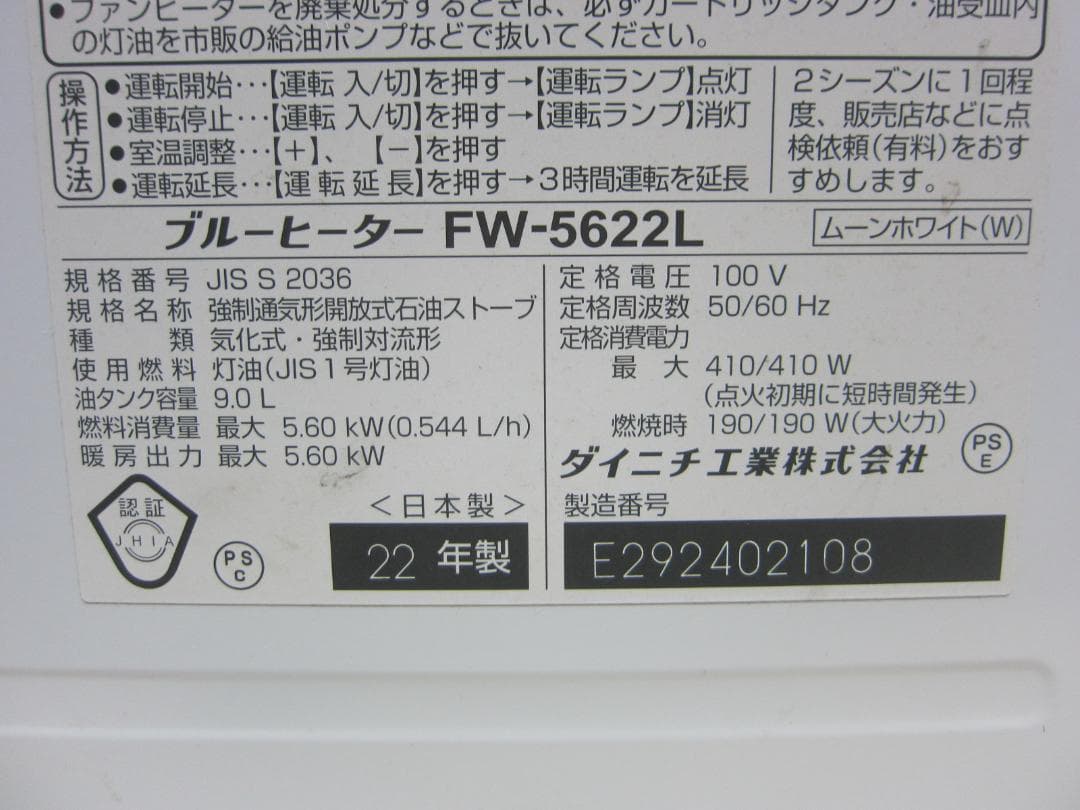 ●ファンヒーターを廃棄処分するときは、必ずカートリッジタンク・油受皿内
の灯油を市販の給油ポンプなどで抜いてください。
操作方法
●運転開始‥‥【運転 入/切】を押す→【運転ランプ】点灯
●運転停止‥‥【運転 入/切】を押す→【運転ランプ】消灯
●室温調整‥‥【＋】、【－】を押す
●運転延長‥‥【運転延長】を押す→3時間運転を延長
2シーズンに1回程
度、販売店などに点
検依頼(有料)をおす
すめします。
ブルーヒーター FW-5622L
ムーンホワイト(W)
規格番号 JIS S 2036
規格名称 強制通気形開放式石油ストーブ
種類 気化式・強制対流形
使用燃料 灯油(JIS1号灯油)
油タンク容量 9.0 L
燃料消費量 最大 5.60 kW(0.544 L/h)
暖房出力 最大 5.60 kW
定格電圧 100 V
定格周波数 50/60 Hz
定格消費電力
最大 410/410 W
(点火初期に短時間発生)
燃焼時 190/190 W(大火力)
ダイニチ工業株式会社
PS
E
認証
JHIA
PS
C
＜日本製＞
22 年製
製造番号
E292402108